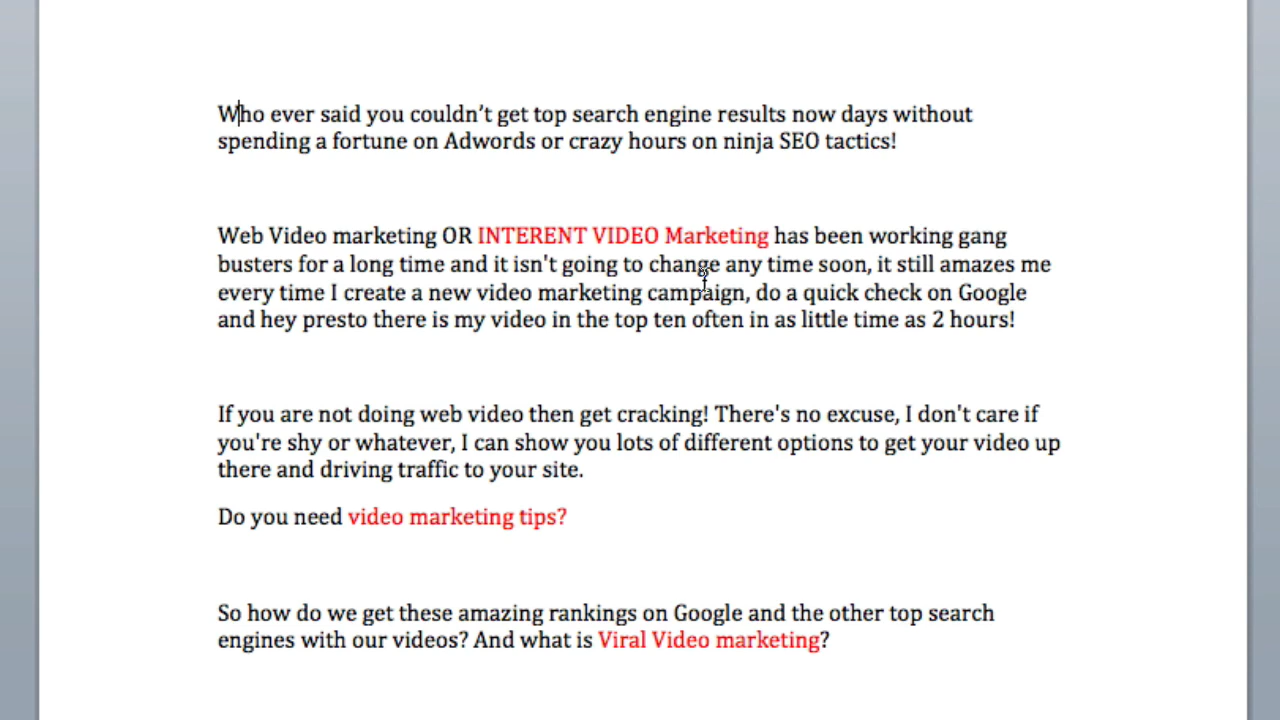 Who ever said you couldn’t get top search engine results now days without
spending a fortune on Adwords or crazy hours on ninja SEO tactics!
Web Video marketing OR INTERENT VIDEO Marketing has been working gang
busters for a long time and it isn't going to change any time soon, it still amazes me
every time I create a new video marketing campaign, do a quick check on Google
and hey presto there is my video in the top ten often in as little time as 2 hours!
If you are not doing web video then get cracking! There's no excuse, I don't care if
you're shy or whatever, I can show you lots of different options to get your video up
there and driving traffic to your site.
Do you need video marketing tips?
So how do we get these amazing rankings on Google and the other top search
engines with our videos? And what is Viral Video marketing?